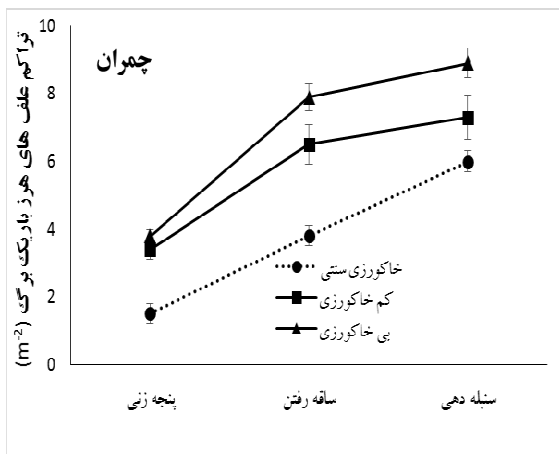 چمران
تراکم علف های هرز باریک برگ (m-2)
10
8
6
4
2
0
خاکورزی سنتی
کم خاکورزی
بی خاکورزی
پنجه زنی
ساقه رفتن
سنبله دهی